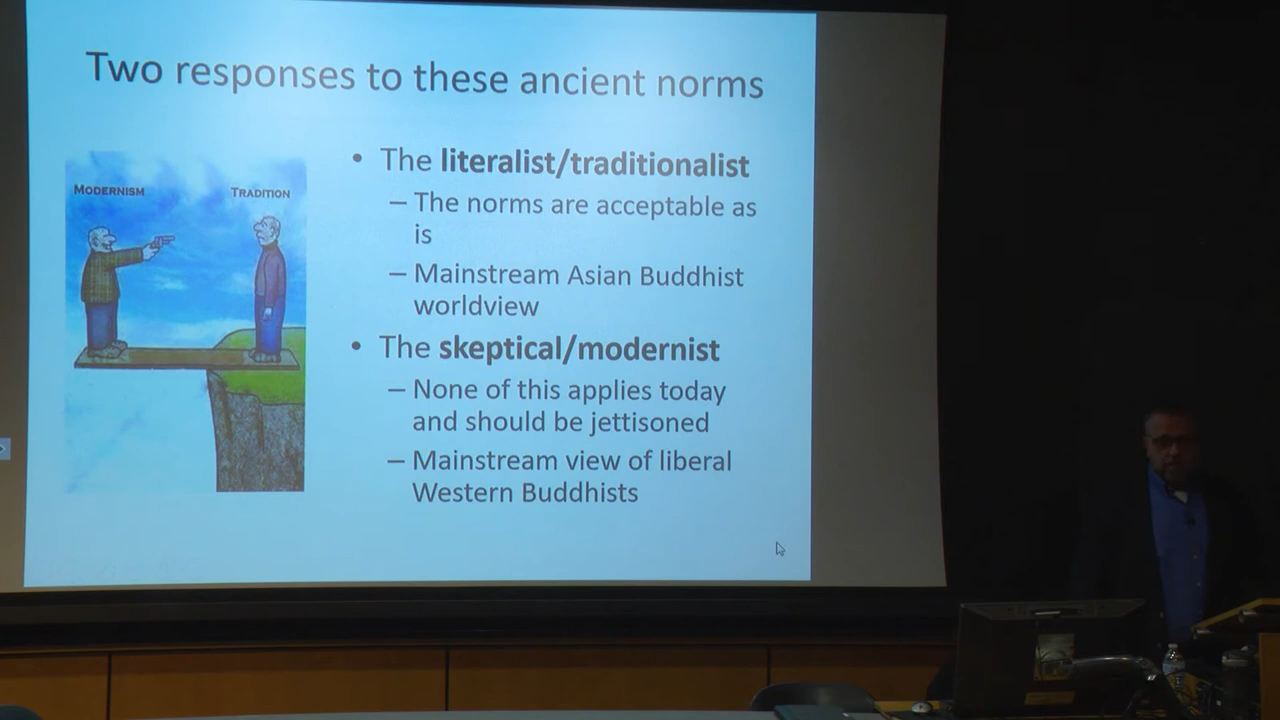 Two responses to these ancient norms
MODERNISM
TRADITION
• The literalist/traditionalist
– The norms are acceptable as
is
– Mainstream Asian Buddhist
worldview
• The skeptical/modernist
– None of this applies today
and should be jettisoned
– Mainstream view of liberal
Western Buddhists